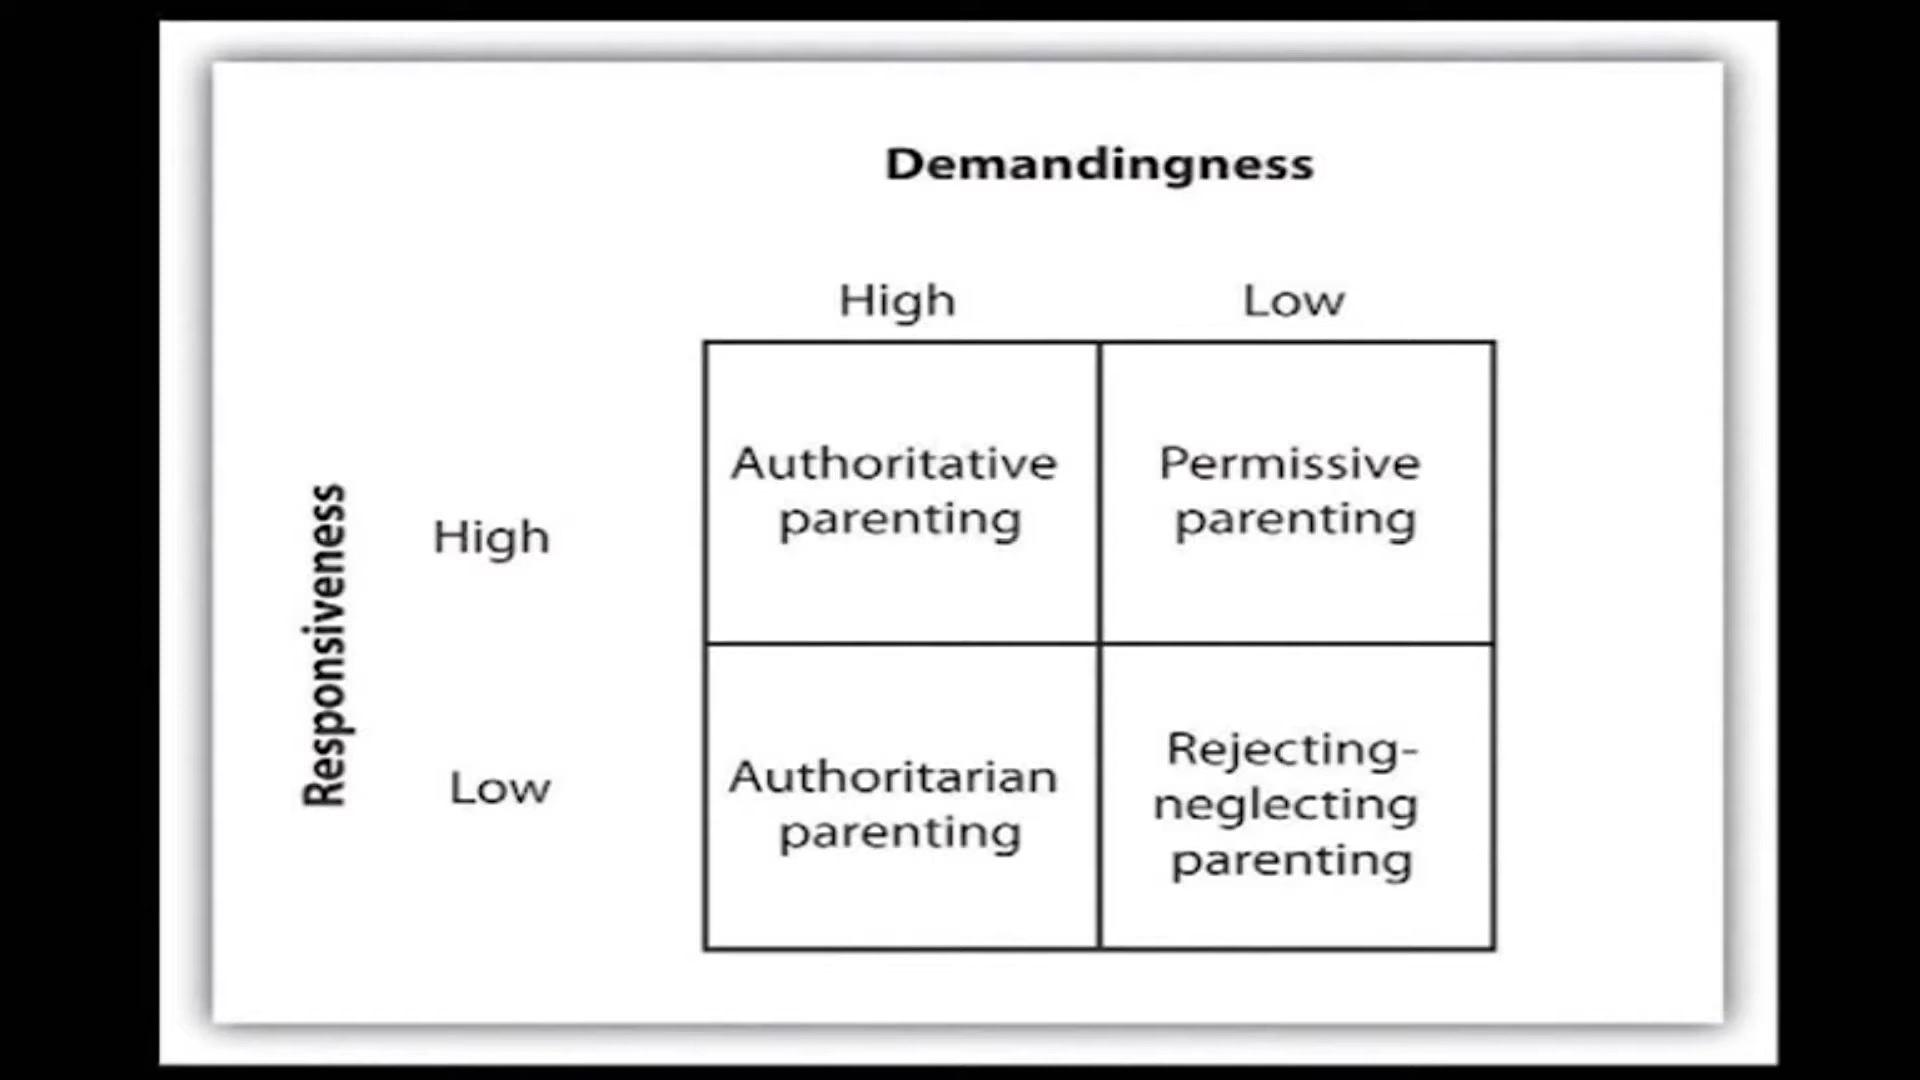 Demandingness
High Low
Responsiveness
High
Authoritative
parenting
Permissive
parenting
Low
Authoritarian
parenting
Rejecting-
neglecting
parenting